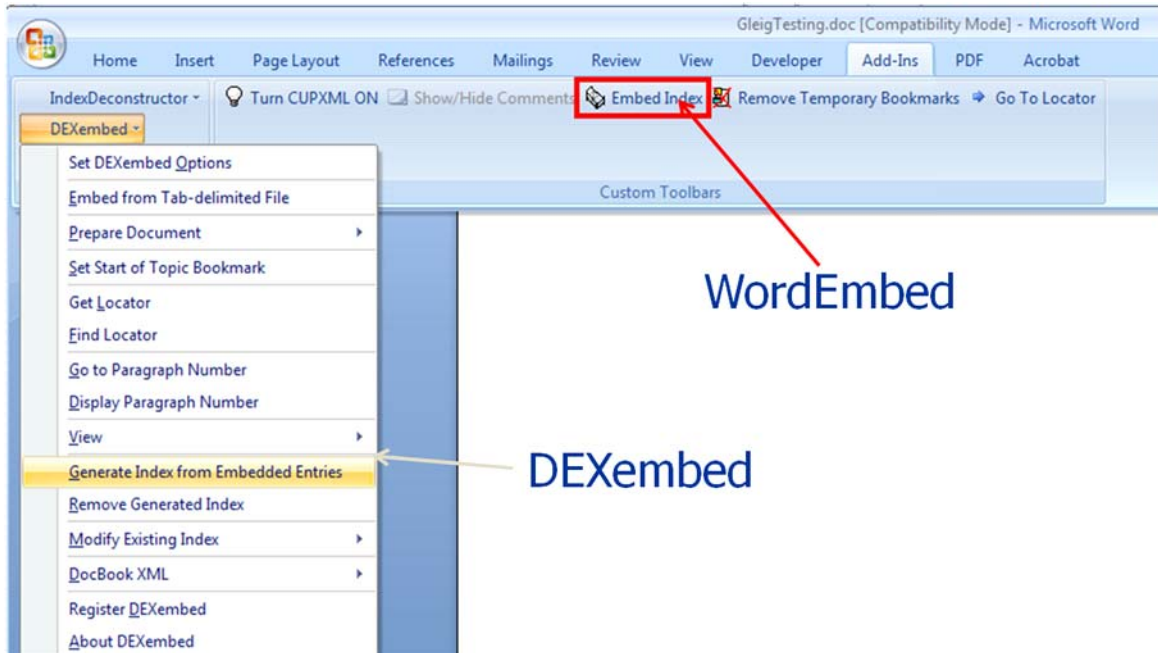 GleigTesting.doc [Compatibility Mode] - Microsoft Word
Home Insert Page Layout References Mailings Review View Developer Add-Ins PDF Acrobat
IndexDeconstructor Turn CUPXML ON Show/Hide Comments Embed Index Remove Temporary Bookmarks Go To Locator
DEXembed
Custom Toolbars
Set DEXembed Options
Embed from Tab-delimited File
Prepare Document
Set Start of Topic Bookmark
Get Locator
Find Locator
Go to Paragraph Number
Display Paragraph Number
View
Generate Index from Embedded Entries
Remove Generated Index
Modify Existing Index
DocBook XML
Register DEXembed
About DEXembed
WordEmbed
DEXembed